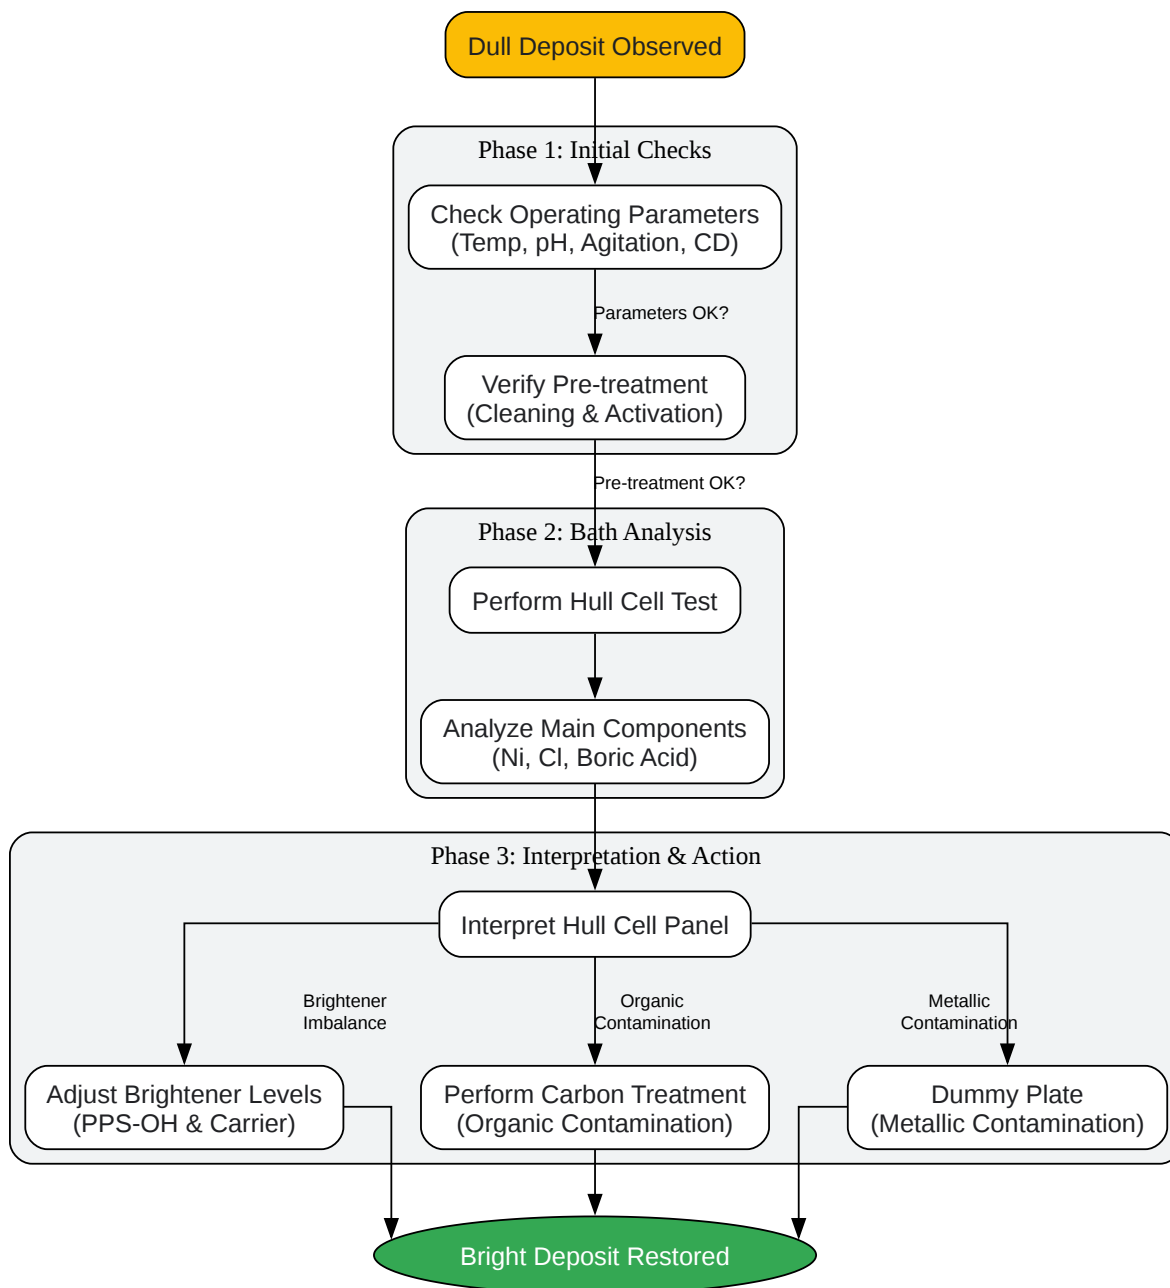 Dull Deposit Observed
Phase 1: Initial Checks
Check Operating Parameters
(Temp, pH, Agitation, CD)
Parameters OK?
Verify Pre-treatment
(Cleaning & Activation)
Pre-treatment OK?
Phase 2: Bath Analysis
Perform Hull Cell Test
Analyze Main Components
(Ni, Cl, Boric Acid)
Phase 3: Interpretation & Action
Interpret Hull Cell Panel
Brightener
Imbalance
Organic
Contamination
Metallic
Contamination
Adjust Brightener Levels
(PPS-OH & Carrier)
Perform Carbon Treatment
(Organic Contamination)
Dummy Plate
(Metallic Contamination)
Bright Deposit Restored